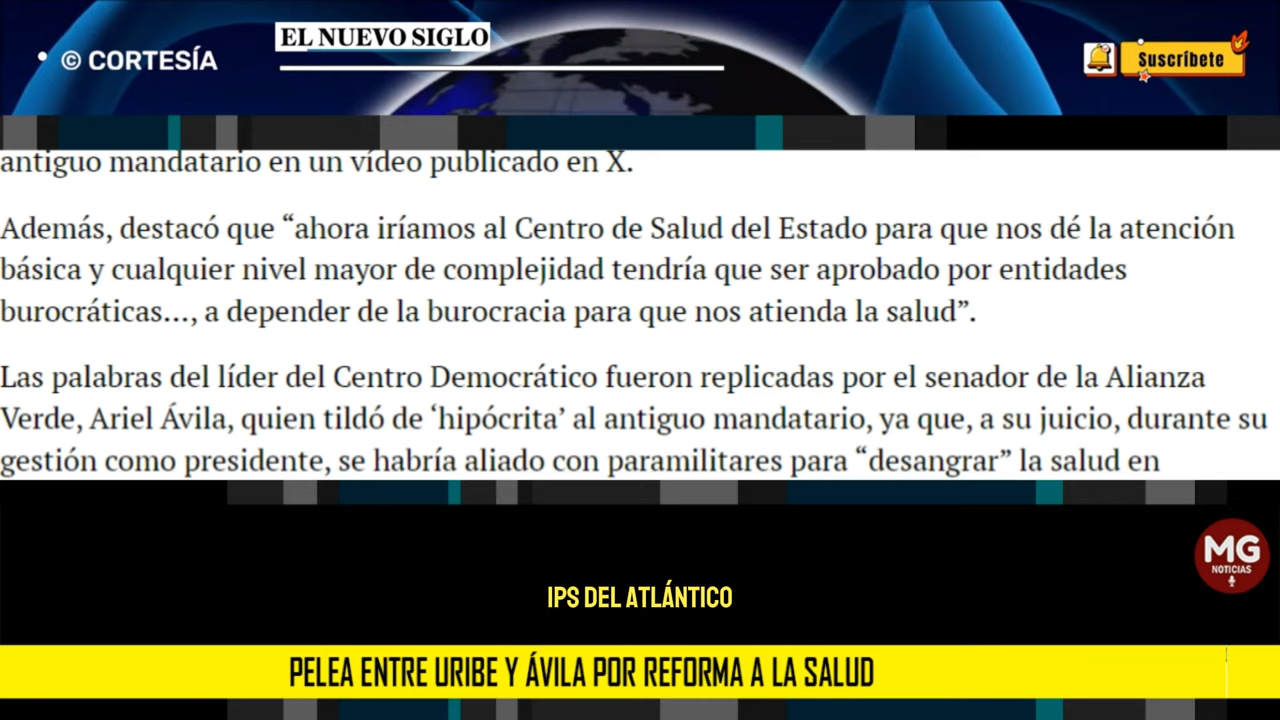 EL NUEVO SIGLO
© CORTESÍA
Suscríbete
antiguo mandatario en un vídeo publicado en X.
Además, destacó que “ahora iríamos al Centro de Salud del Estado para que nos dé la atención
básica y cualquier nivel mayor de complejidad tendría que ser aprobado por entidades
burocráticas..., a depender de la burocracia para que nos atienda la salud”.
Las palabras del líder del Centro Democrático fueron replicadas por el senador de la Alianza
Verde, Ariel Ávila, quien tildó de ‘hipócrita’ al antiguo mandatario, ya que, a su juicio, durante su
gestión como presidente, se habría aliado con paramilitares para “desangrar” la salud en
MG
NOTICIAS
IPS DEL ATLÁNTICO
PELEA ENTRE URIBE Y ÁVILA POR REFORMA A LA SALUD